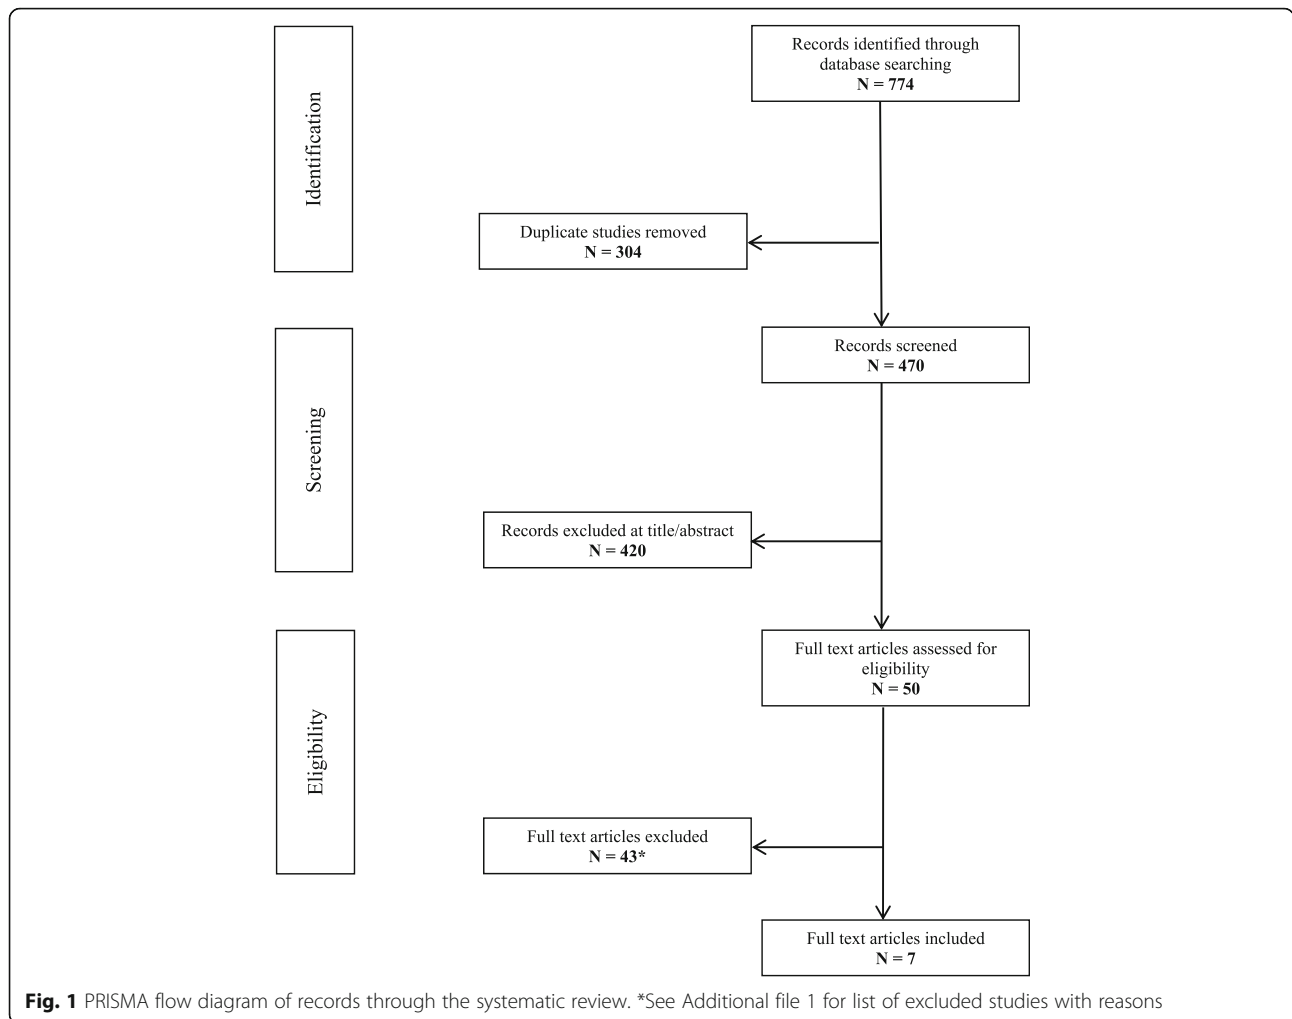 Identification
Records identified through
database searching
N = 774
Duplicate studies removed
N = 304
Screening
Records screened
N = 470
Records excluded at title/abstract
N = 420
Eligibility
Full text articles assessed for
eligibility
N = 50
Full text articles excluded
N = 43*
Full text articles included
N = 7
Fig. 1 PRISMA flow diagram of records through the systematic review. *See Additional file 1 for list of excluded studies with reasons